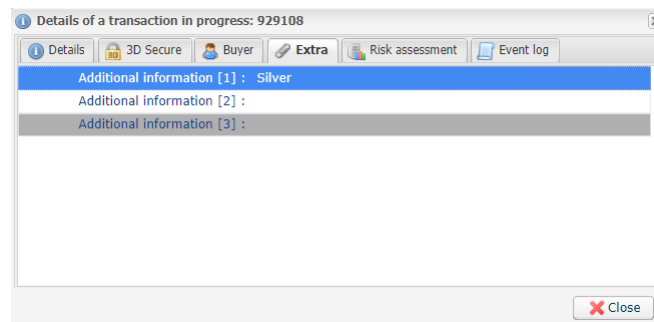 Details of a transaction in progress: 929108
Details 3D Secure Buyer Extra Risk assessment Event log
Additional information [1] : Silver
Additional information [2] :
Additional information [3] :
Close